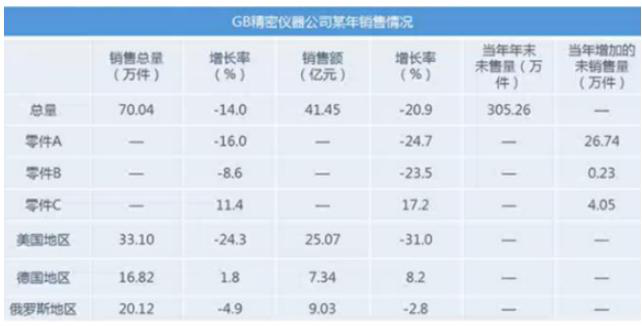 GB精密仪器公司某年销售情况
销售总量（万件） 增长率（%） 销售额（亿元） 增长率（%） 当年年末未售量（万件） 当年增加的未销售量（万件）
总量 70.04 -14.0 41.45 -20.9 305.26 —
零件A — -16.0 — -24.7 — 26.74
零件B — -8.6 — -23.5 — 0.23
零件C — 11.4 — 17.2 — 4.05
美国地区 33.10 -24.3 25.07 -31.0 — —
德国地区 16.82 1.8 7.34 8.2 — —
俄罗斯地区 20.12 -4.9 9.03 -2.8 — —